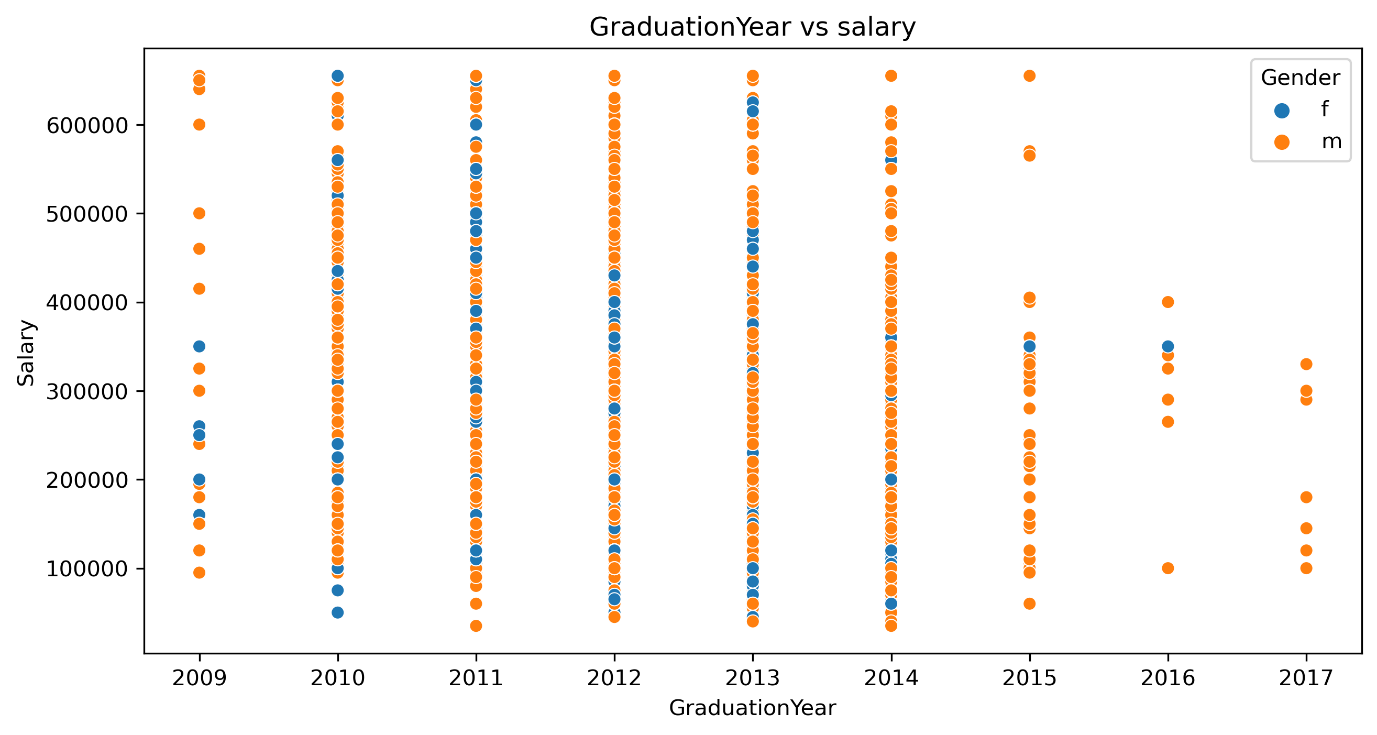 GraduationYear vs salary
Gender
f
m
Salary
600000
500000
400000
300000
200000
100000
2009 2010 2011 2012 2013 2014 2015 2016 2017
GraduationYear